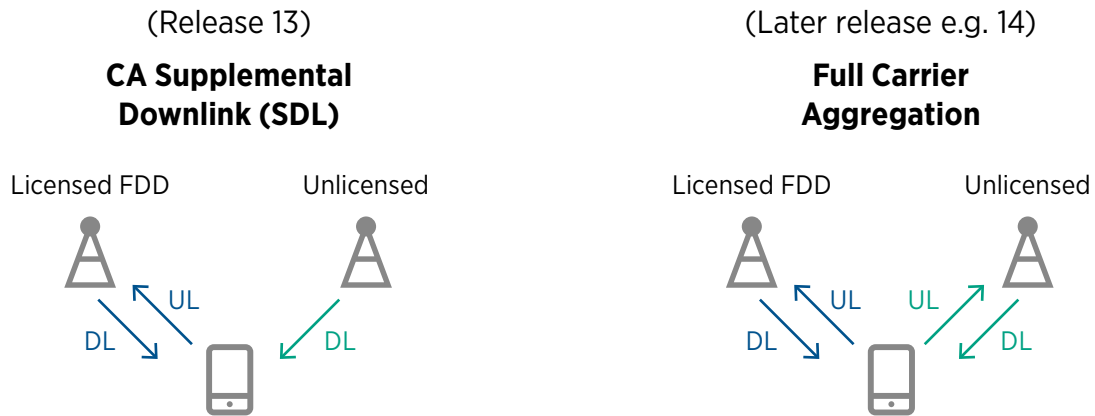 (Release 13)
CA Supplemental
Downlink (SDL)
Licensed FDD
Unlicensed
UL
DL
DL
(Later release e.g. 14)
Full Carrier
Aggregation
Licensed FDD
Unlicensed
UL
UL
DL
DL